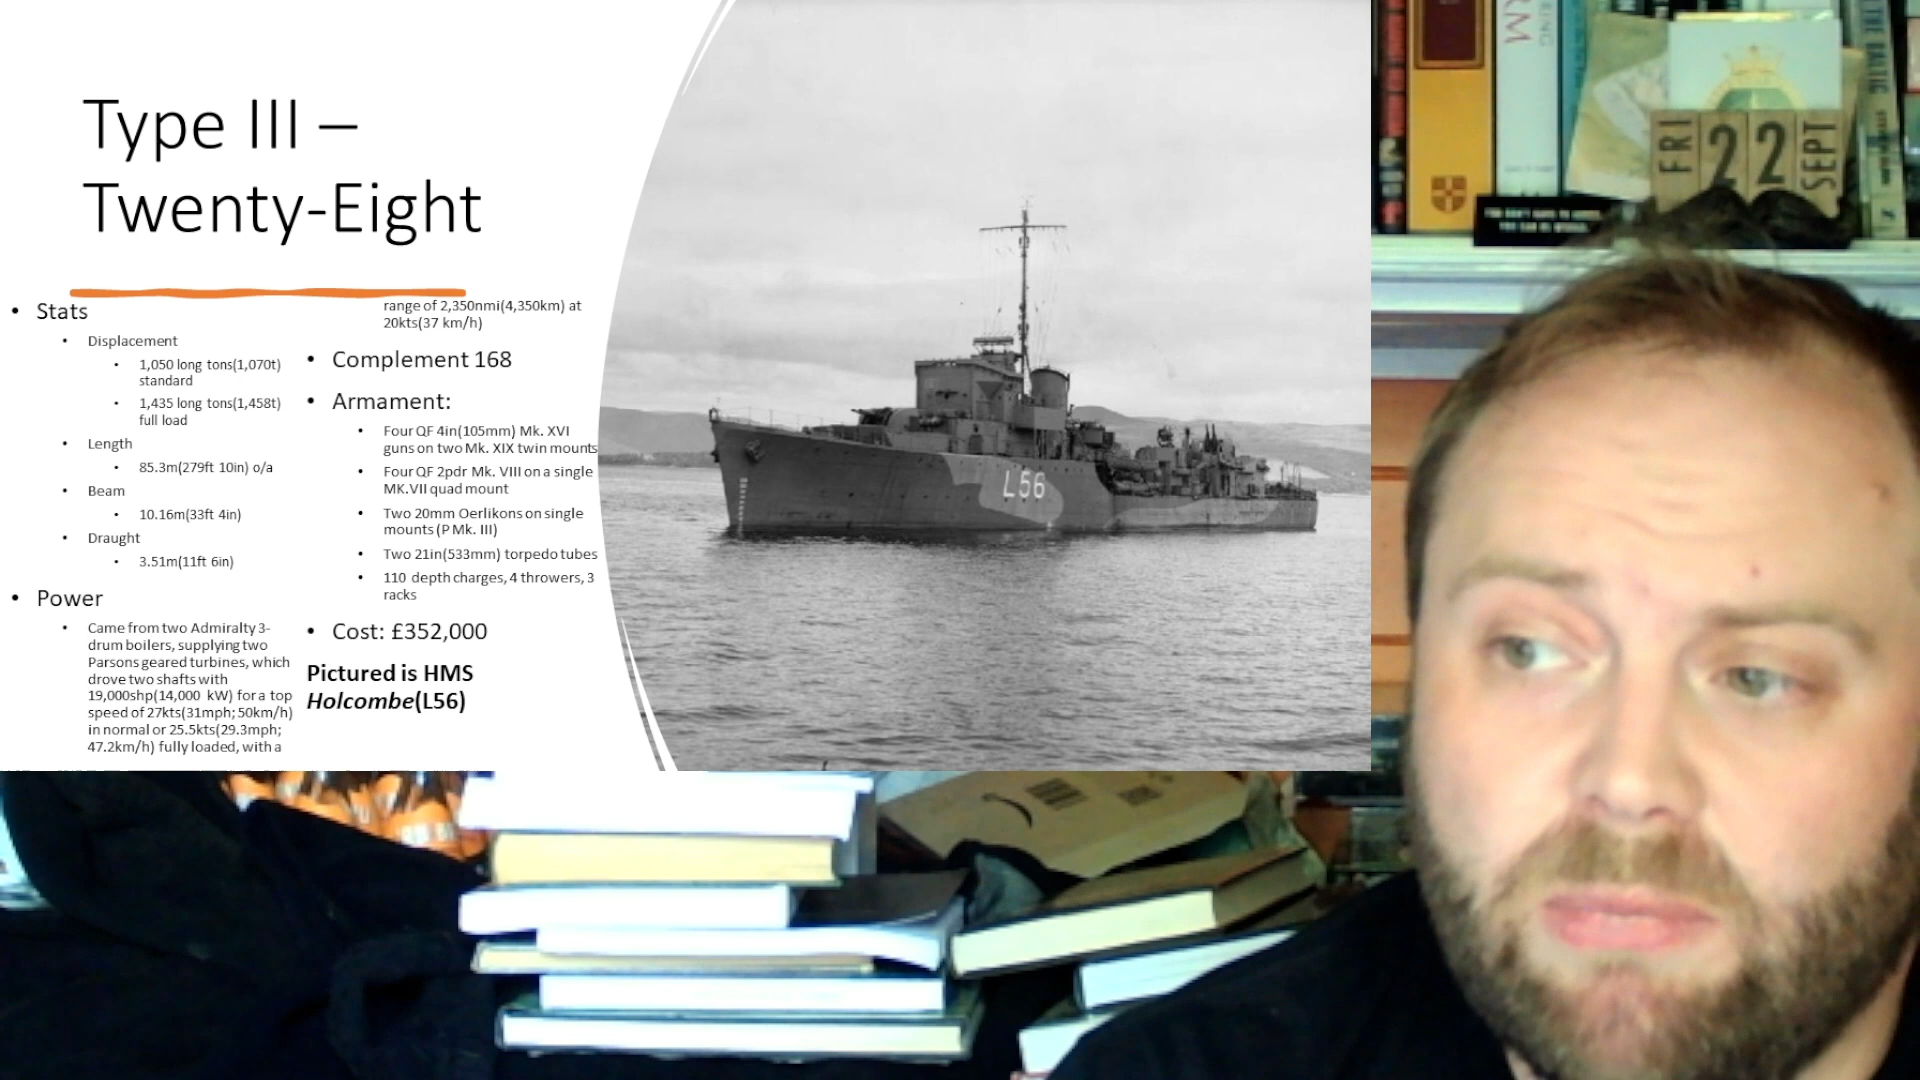 Type III –
Twenty-Eight
• Stats
• Displacement
• 1,050 long tons(1,070t)
standard
• 1,435 long tons(1,458t)
full load
• Length
• 85.3m(279ft 10in) o/a
• Beam
• 10.16m(33ft 4in)
• Draught
• 3.51m(11ft 6in)
• Power
• Came from two Admiralty 3-
drum boilers, supplying two
Parsons geared turbines, which
drove two shafts with
19,000shp(14,000 kW) for a top
speed of 27kts(31mph; 50km/h)
in normal or 25.5kts(29.3mph;
47.2km/h) fully loaded, with a
range of 2,350nmi(4,350km) at
20kts(37 km/h)
• Complement 168
• Armament:
• Four QF 4in(105mm) Mk. XVI
guns on two Mk. XIX twin mounts
• Four QF 2pdr Mk. VIII on a single
MK.VII quad mount
• Two 20mm Oerlikons on single
mounts (P Mk. III)
• Two 21in(533mm) torpedo tubes
• 110 depth charges, 4 throwers, 3
racks
• Cost: £352,000
Pictured is HMS
Holcombe(L56)
L56
FRI 22 SEPT
THE BALTIC